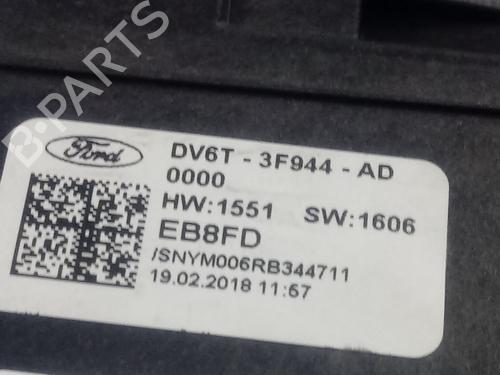 B-PARTS
Ford
DV6T - 3F944 - AD
0000
HW:1551 SW:1606
EB8FD
/SNYM006RB344711
19.02.2018 11:57